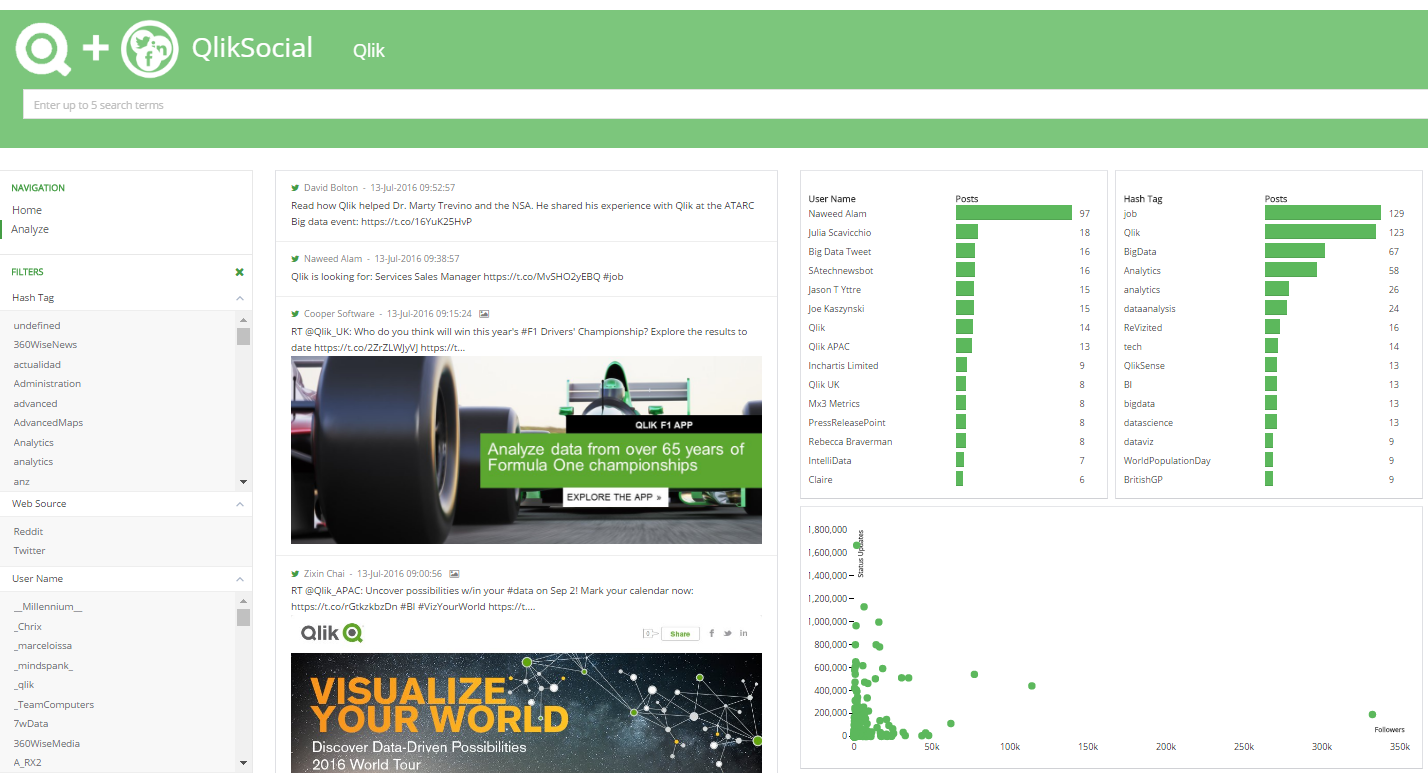 QlikSocial Qlik
Enter up to 5 search terms
NAVIGATION
Home
Analyze
FILTERS
Hash Tag
undefined
360WiseNews
actualidad
Administration
advanced
AdvancedMaps
Analytics
analytics
anz
Web Source
Reddit
Twitter
User Name
__Millennium__
_Chrix
_marceloissa
_mindspank_
_qlik
_TeamComputers
7wData
360WiseMedia
A_RX2
David Bolton - 13-Jul-2016 09:52:57
Read how Qlik helped Dr. Marty Trevino and the NSA. He shared his experience with Qlik at the ATARC
Big data event: https://t.co/16YuK25HvP
Naweed Alam - 13-Jul-2016 09:38:57
Qlik is looking for: Services Sales Manager https://t.co/MvSHO2yEBQ #job
Cooper Software - 13-Jul-2016 09:15:24
RT @Qlik_UK: Who do you think will win this year's #F1 Drivers' Championship? Explore the results to
date https://t.co/2ZrZLWJyVJ https://t...
QLIK F1 APP
Analyze data from over 65 years of
Formula One championships
EXPLORE THE APP »
Zixin Chai - 13-Jul-2016 09:00:56
RT @Qlik_APAC: Uncover possibilities w/in your #data on Sep 2! Mark your calendar now:
https://t.co/rGtkzkbzDn #BI #VizYourWorld https://t....
Qlik
0 Share f in
VISUALIZE
YOUR WORLD
Discover Data-Driven Possibilities
2016 World Tour
User Name Posts
Naweed Alam 97
Julia Scavicchio 18
Big Data Tweet 16
SAtechnewsbot 16
Jason T Yttre 15
Joe Kaszynski 15
Qlik 14
Qlik APAC 13
Inchartis Limited 9
Qlik UK 8
Mx3 Metrics 8
PressReleasePoint 8
Rebecca Braverman 8
IntelliData 7
Claire 6
Hash Tag Posts
job 129
Qlik 123
BigData 67
Analytics 58
analytics 26
dataanalysis 24
ReVizited 16
tech 14
QlikSense 13
BI 13
bigdata 13
datascience 13
dataviz 9
WorldPopulationDay 9
BritishGP 9
1,800,000
1,600,000
1,400,000
1,200,000
1,000,000
800,000
600,000
400,000
200,000
0
Status Updates
Followers
0 50k 100k 150k 200k 250k 300k 350k